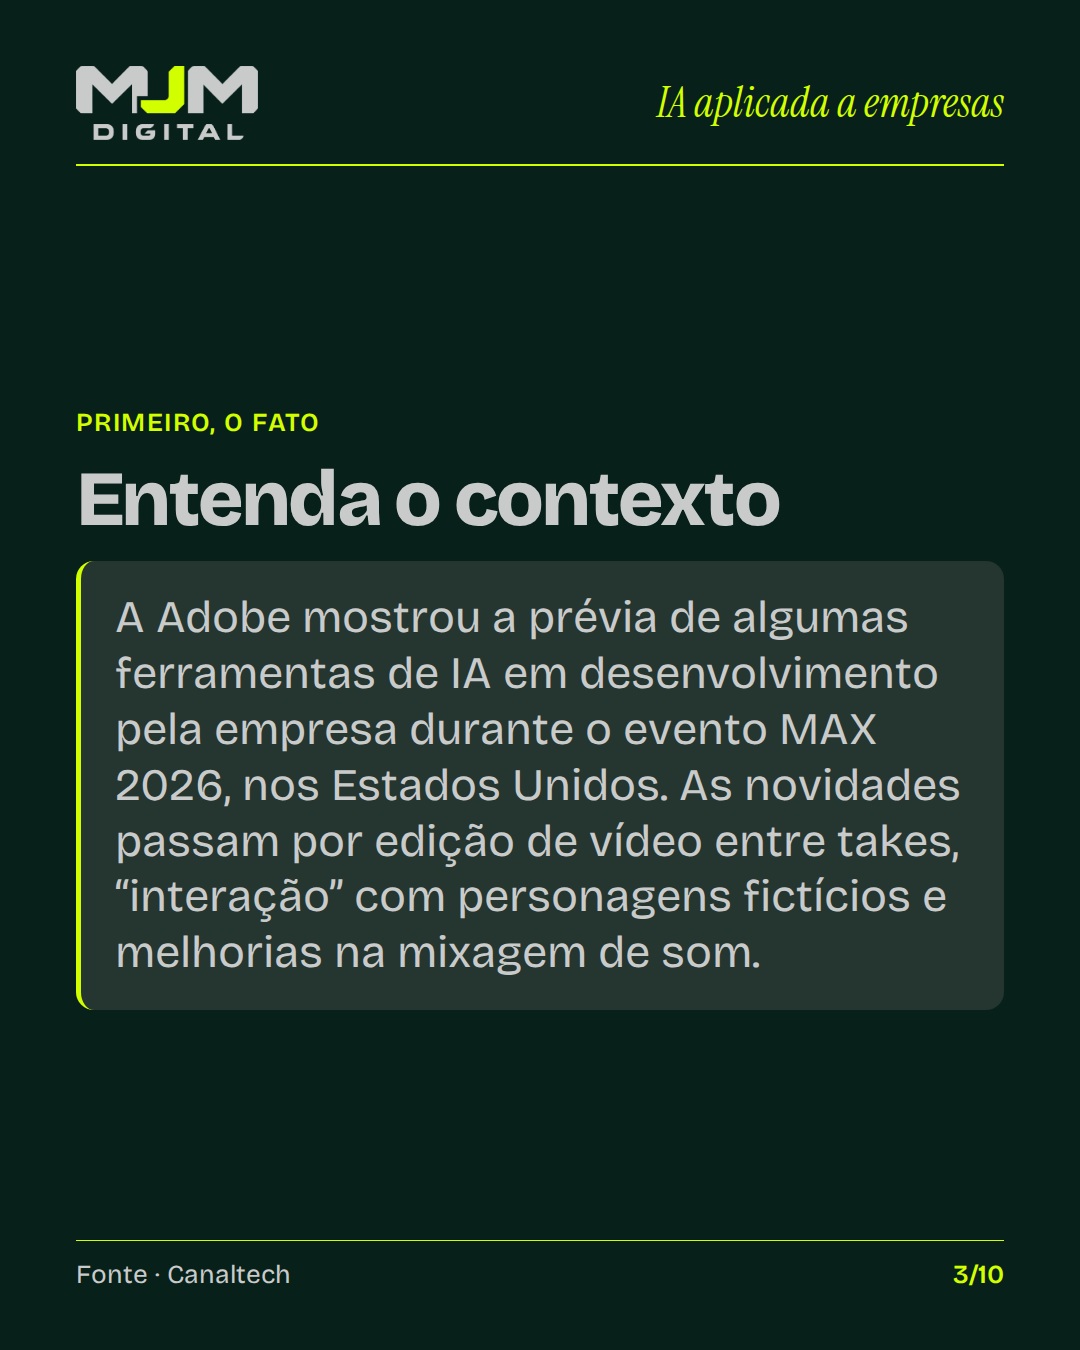 MJM
DIGITAL
IA aplicada a empresas
PRIMEIRO, O FATO
Entenda o contexto
A Adobe mostrou a prévia de algumas
ferramentas de IA em desenvolvimento
pela empresa durante o evento MAX
2026, nos Estados Unidos. As novidades
passam por edição de vídeo entre takes,
“interação” com personagens fictícios e
melhorias na mixagem de som.
Fonte · Canaltech
3/10